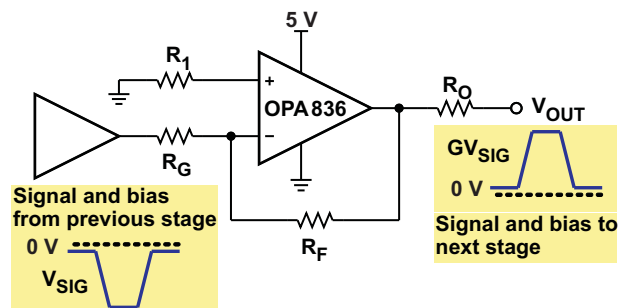 5 V
R1
+
OPA836
−
RG
RO
VOUT
GVSIG
0 V
Signal and bias to
next stage
Signal and bias
from previous stage
0 V
VSIG
RF